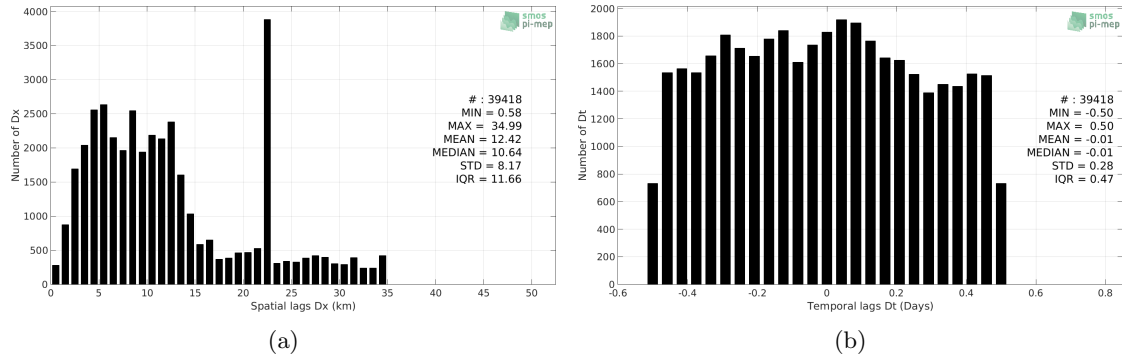 smos
pi-mep
4000
3500
3000
2500
2000
1500
1000
500
0
Number of Dx
# : 39418
MIN = 0.58
MAX = 34.99
MEAN = 12.42
MEDIAN = 10.64
STD = 8.17
IQR = 11.66
0 5 10 15 20 25 30 35 40 45 50
Spatial lags Dx (km)
(a)
smos
pi-mep
2000
1800
1600
1400
1200
1000
800
600
400
200
0
Number of Dt
# : 39418
MIN = -0.50
MAX = 0.50
MEAN = -0.01
MEDIAN = -0.01
STD = 0.28
IQR = 0.47
-0.6 -0.4 -0.2 0 0.2 0.4 0.6 0.8
Temporal lags Dt (Days)
(b)